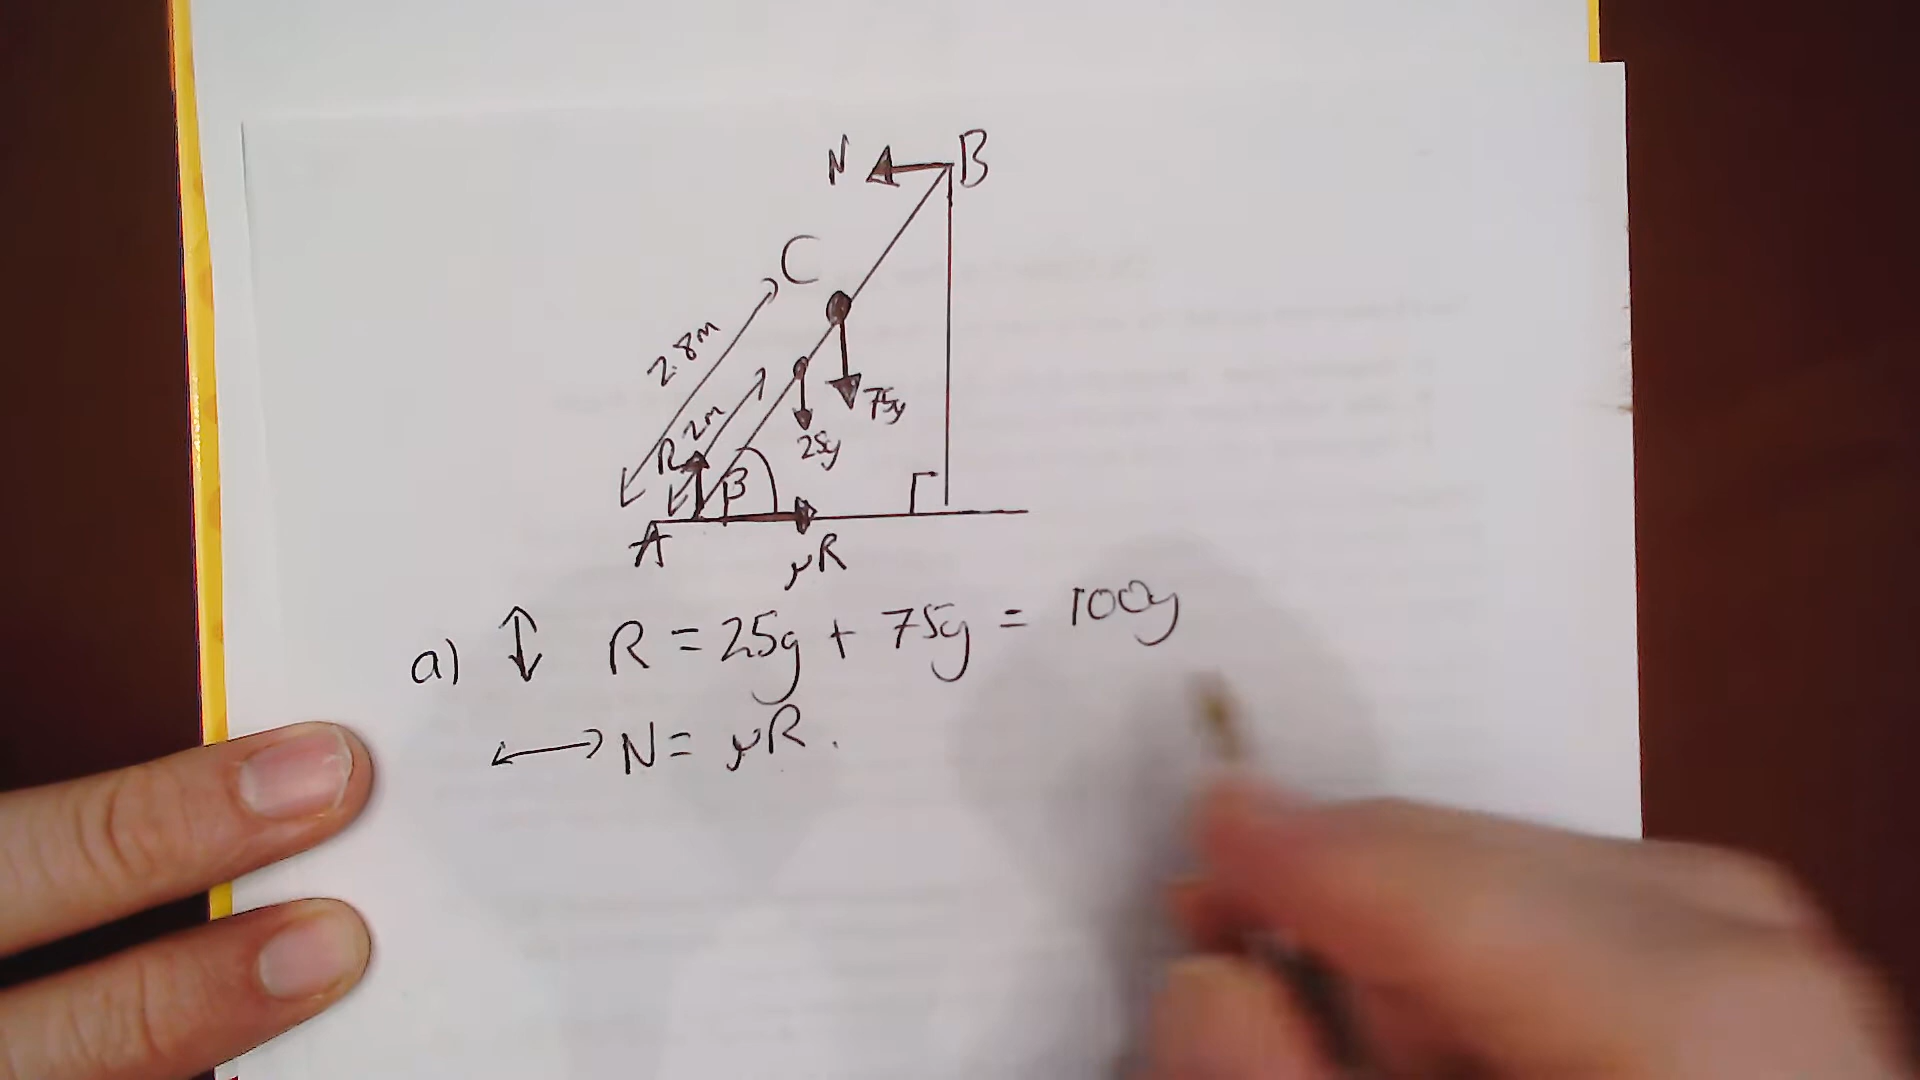 N B
C
2.8m
2m
75g
25g
R
β
A
μR
a) ↕ R = 25g + 75g = 100g
↔ N = μR.